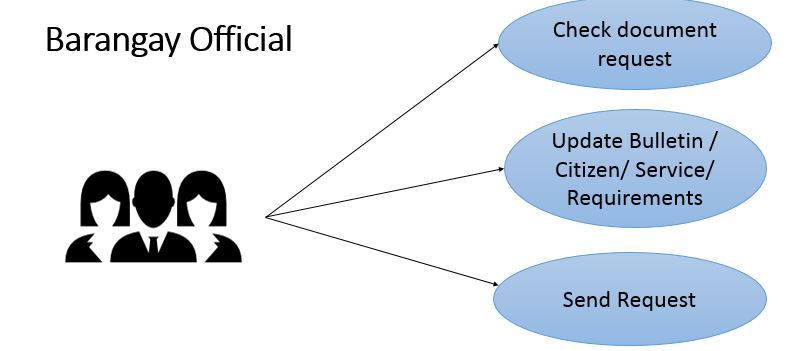 Barangay Official
Check document
request
Update Bulletin /
Citizen/ Service/
Requirements
Send Request